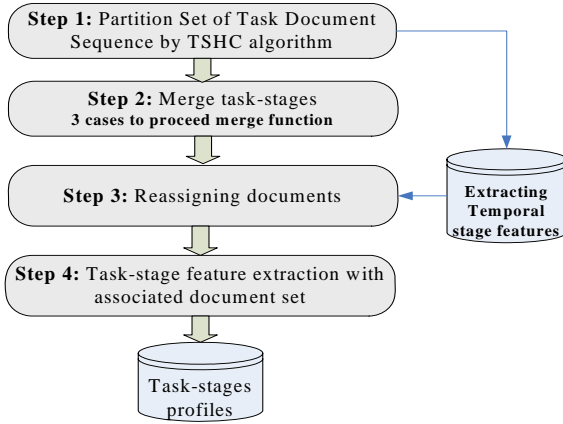 Step 1: Partition Set of Task Document
Sequence by TSHC algorithm
Step 2: Merge task-stages
3 cases to proceed merge function
Step 3: Reassigning documents
Extracting
Temporal
stage features
Step 4: Task-stage feature extraction with
associated document set
Task-stages
profiles